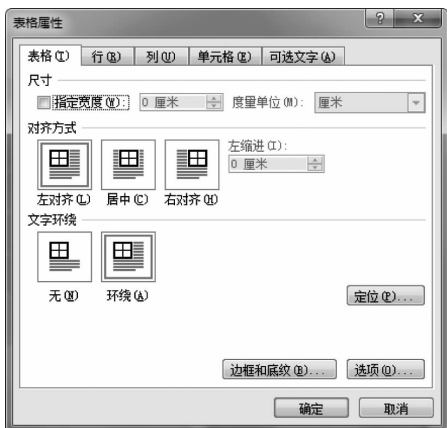 表格属性
表格(T) 行(R) 列(U) 单元格(E) 可选文字(A)
尺寸
指定宽度(W): 0 厘米 度量单位(M): 厘米
对齐方式
左缩进(I):
0 厘米
左对齐(L) 居中(C) 右对齐(H)
文字环绕
无(N) 环绕(A)
定位(P)...
边框和底纹(B)... 选项(O)...
确定 取消